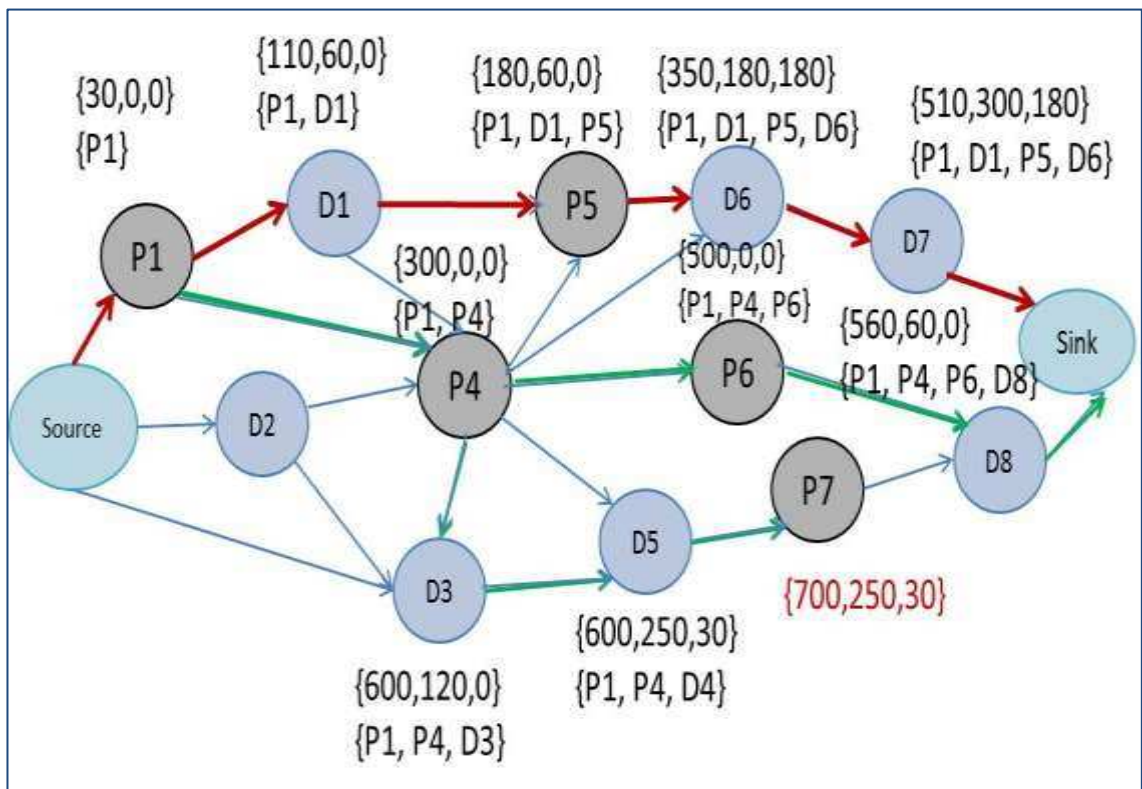 {30,0,0}
{P1}
{110,60,0}
{P1, D1}
{180,60,0}
{P1, D1, P5}
{350,180,180}
{P1, D1, P5, D6}
{510,300,180}
{P1, D1, P5, D6}
P1
D1
P5
D6
D7
{300,0,0}
{P1, P4}
{500,0,0}
{P1, P4, P6}
{560,60,0}
{P1, P4, P6, D8}
Sink
Source
D2
P4
P6
D8
P7
D3
D5
{700,250,30}
{600,250,30}
{P1, P4, D4}
{600,120,0}
{P1, P4, D3}